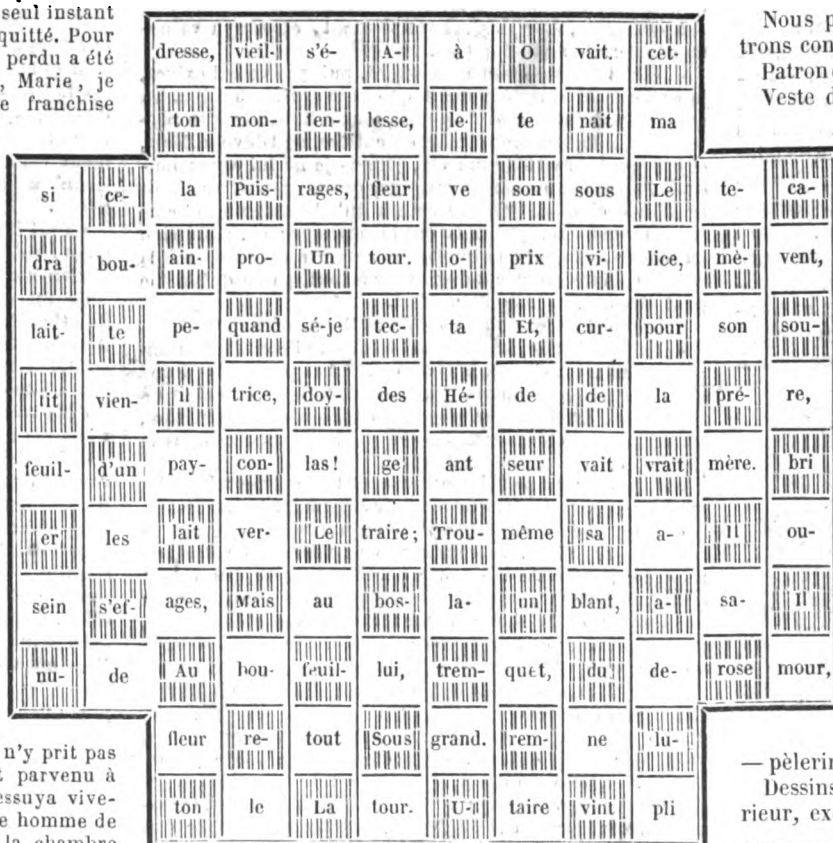 seul instant
quitté. Pour
perdu a été
, Marie, je
e franchise
Nous p
trons con
Patron
Veste d
dresse, vieil- s'é- A- à O vait. cet-
ton mon- ten- lesse, le- te nait ma
si ce- la Puis- rages, fleur ve son sous Le te- ca-
dra bou- ain- pro- Un tour. o- prix vi- lice, mè- vent,
lait- te pe- quand sé-je tec- ta Et, cur- pour son sou-
tit vien- il trice, doy- des Hé- de de la pré- re,
feuil- d'un pay- con- las! ge ant seur vait vrait mère. bri
er les lait ver- Le traire; Trou- même sa a- Il ou-
sein s'ef- ages, Mais au bos- la- un blant, a- sa- Il
nu- de Au bou- feuil- lui, trem- quet, du de- rose mour,
fleur re- tout Sous grand. rem- ne lu-
ton le La tour. U- taire vint pli
n'y prit pas
t parvenu à
essuya vive-
e homme de
la chambre
— pèlerin
Dessins
rieur, ex